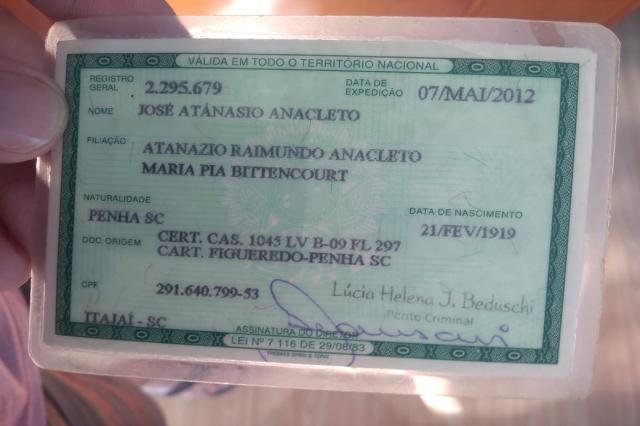 VÁLIDA EM TODO O TERRITÓRIO NACIONAL
REGISTRO GERAL 2.295.679 DATA DE EXPEDIÇÃO 07/MAI/2012
NOME JOSÉ ATÁNASIO ANACLETO
FILIAÇÃO
ATANAZIO RAIMUNDO ANACLETO
MARIA PIA BITTENCOURT
NATURALIDADE DATA DE NASCIMENTO
PENHA SC 21/FEV/1919
DOC. ORIGEM CERT. CAS. 1045 LV B-09 FL 297
CART. FIGUEREDO-PENHA SC
CPF 291.640.799-53 Lúcia Helena J. Beduschi
Perito Criminal
ITAJAÍ - SC
ASSINATURA DO DIRETOR
LEI Nº 7.116 DE 29/08/83